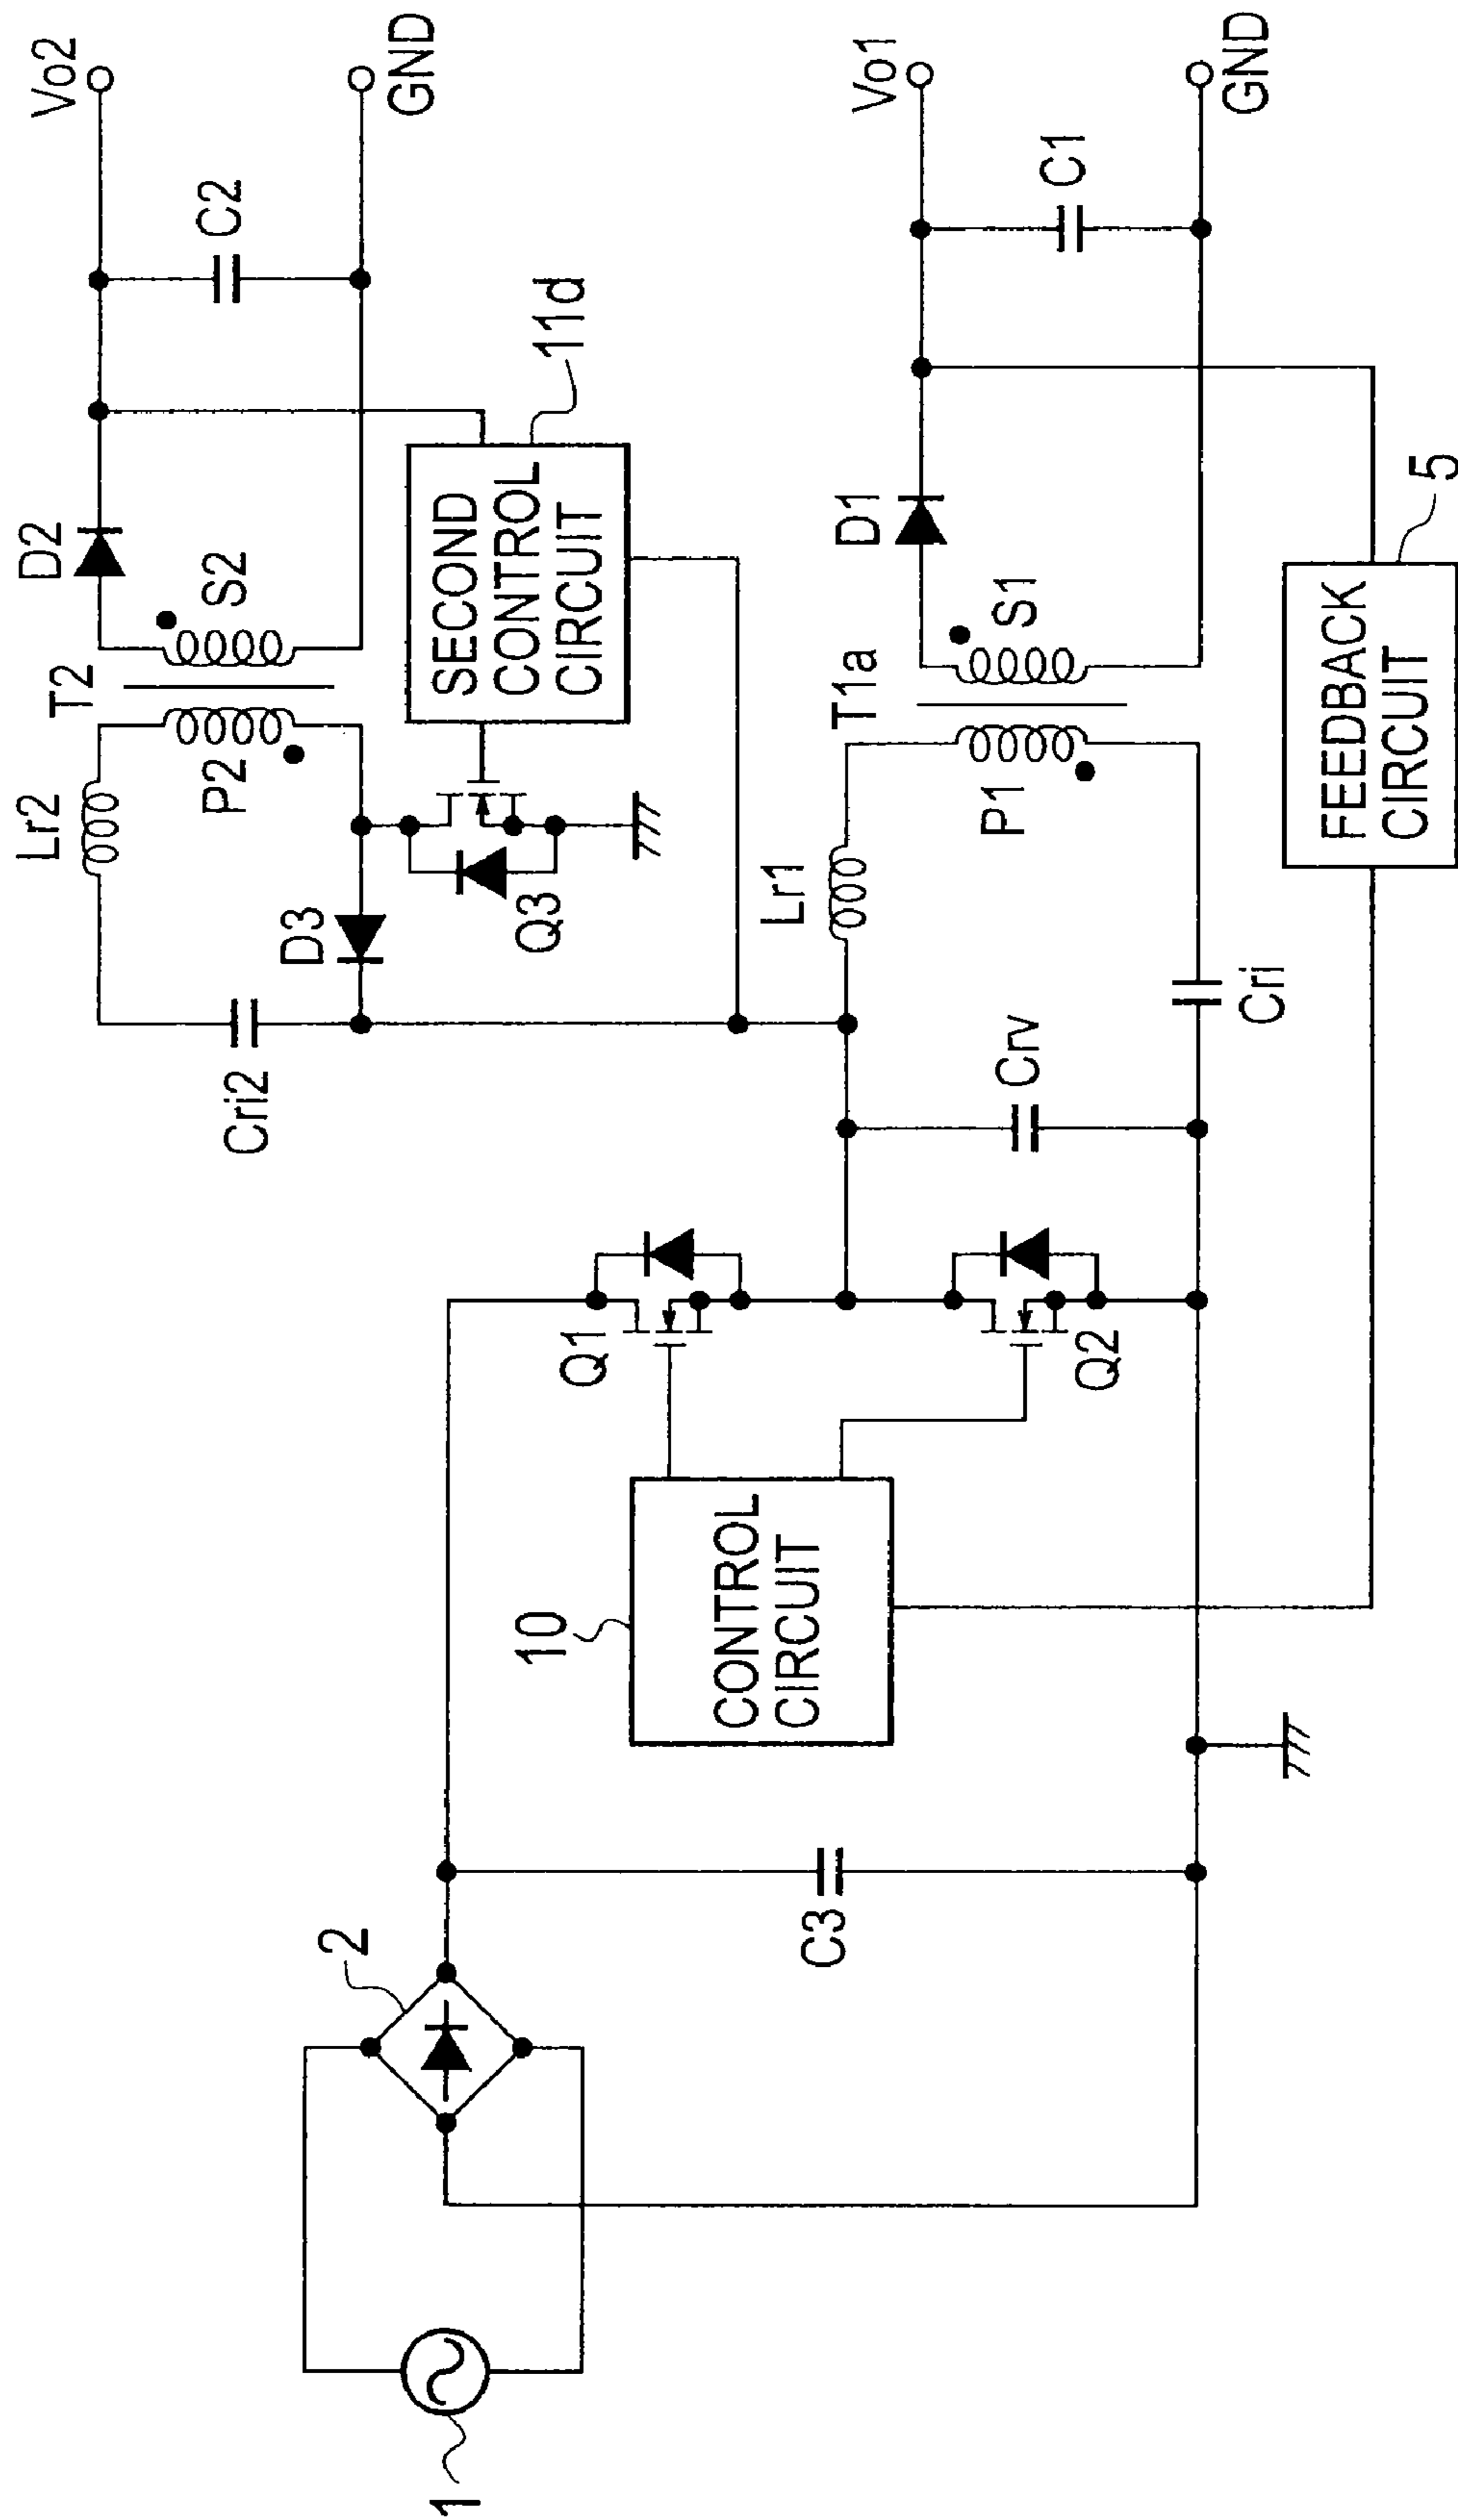 1
2
C3
10
CONTROL
CIRCUIT
Q1
Q2
Crv
Cri
Cri2
Lr2
D3
Q3
P2
T2
S2
D2
C2
Vo2
GND
SECOND
CONTROL
CIRCUIT
11d
Lr1
P1
T1a
S1
D1
C1
Vo1
GND
FEEDBACK
CIRCUIT
5